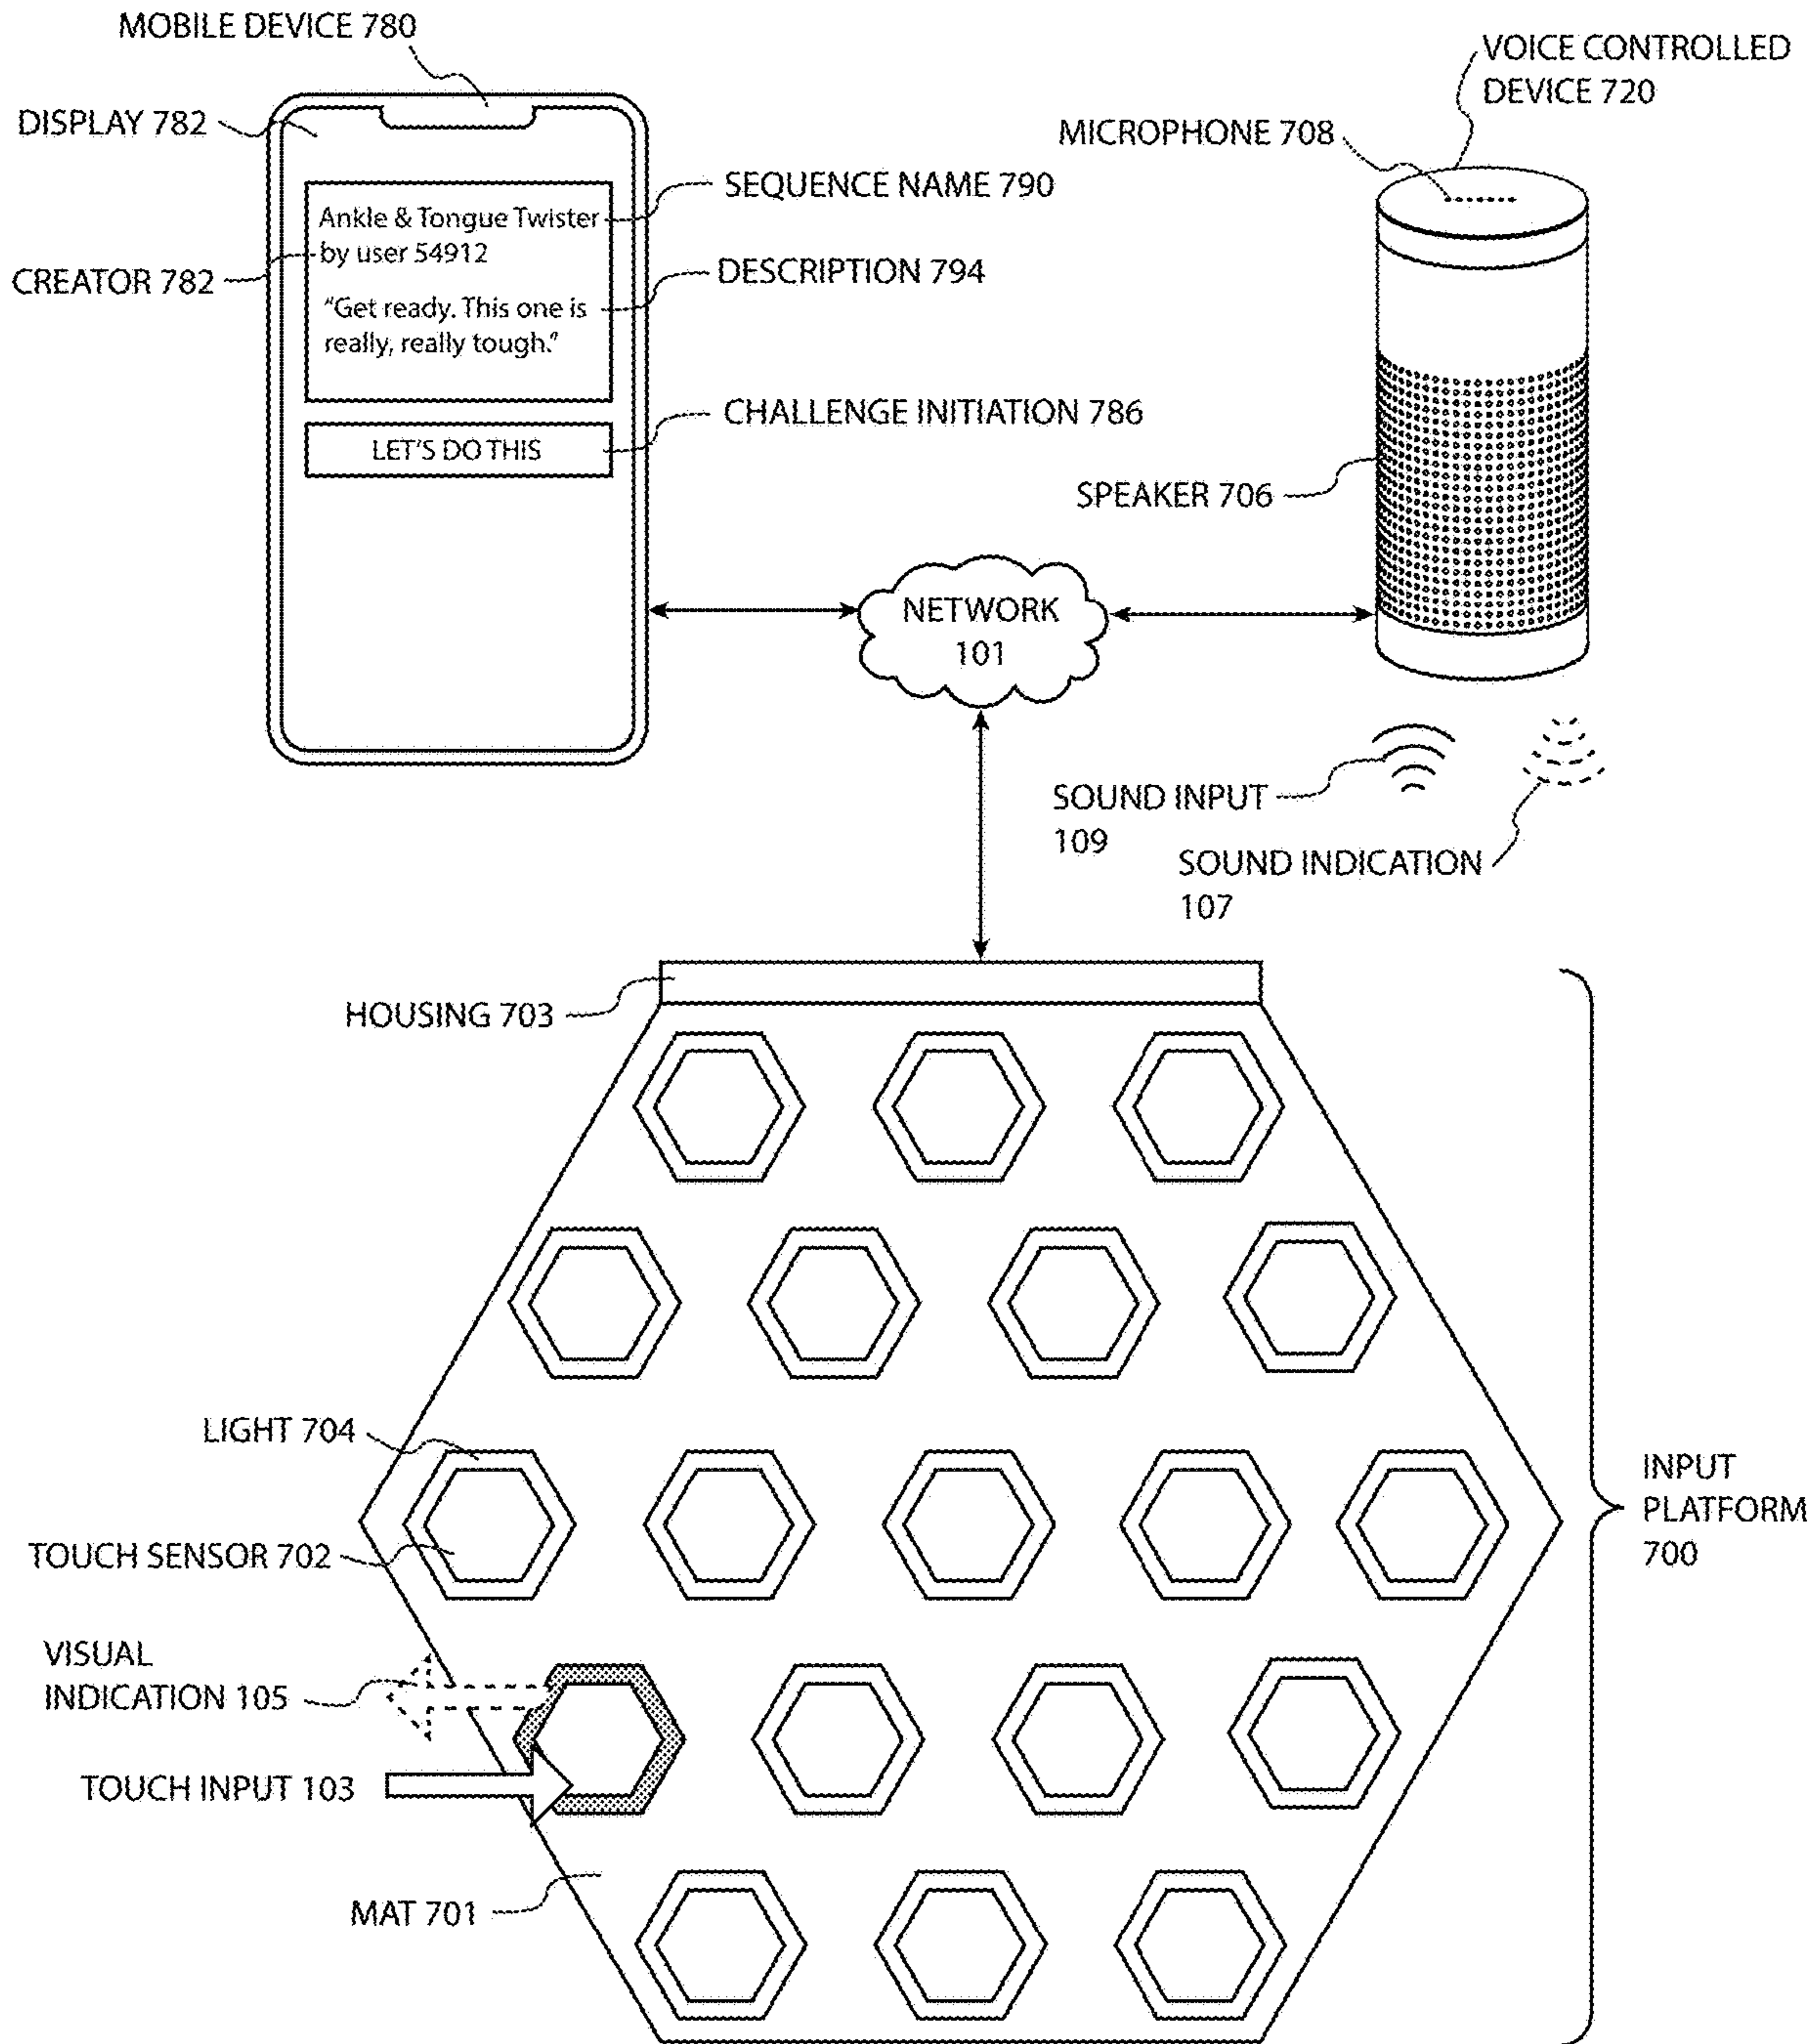 MOBILE DEVICE 780
VOICE CONTROLLED
DEVICE 720
DISPLAY 782
MICROPHONE 708
SEQUENCE NAME 790
Ankle & Tongue Twister
by user 54912
CREATOR 782
DESCRIPTION 794
"Get ready. This one is
really, really tough."
CHALLENGE INITIATION 786
LET'S DO THIS
SPEAKER 706
NETWORK
101
SOUND INPUT
109
SOUND INDICATION
107
HOUSING 703
LIGHT 704
INPUT
PLATFORM
700
TOUCH SENSOR 702
VISUAL
INDICATION 105
TOUCH INPUT 103
MAT 701